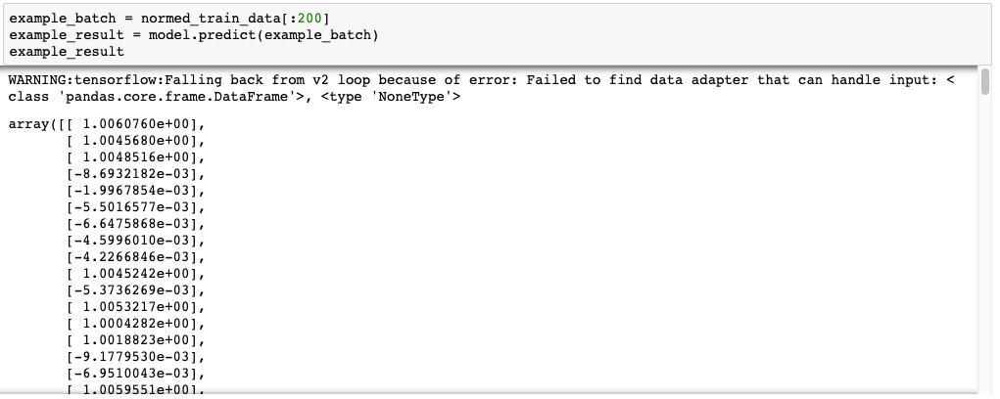 example_batch = normed_train_data[:200]
example_result = model.predict(example_batch)
example_result
WARNING:tensorflow:Falling back from v2 loop because of error: Failed to find data adapter that can handle input: <
class 'pandas.core.frame.DataFrame'>, <type 'NoneType'>
array([[ 1.0060760e+00],
[ 1.0045680e+00],
[ 1.0048516e+00],
[-8.6932182e-03],
[-1.9967854e-03],
[-5.5016577e-03],
[-6.6475868e-03],
[-4.5996010e-03],
[-4.2266846e-03],
[ 1.0045242e+00],
[-5.3736269e-03],
[ 1.0053217e+00],
[ 1.0004282e+00],
[ 1.0018823e+00],
[-9.1779530e-03],
[-6.9510043e-03],
[ 1.0059551e+00],